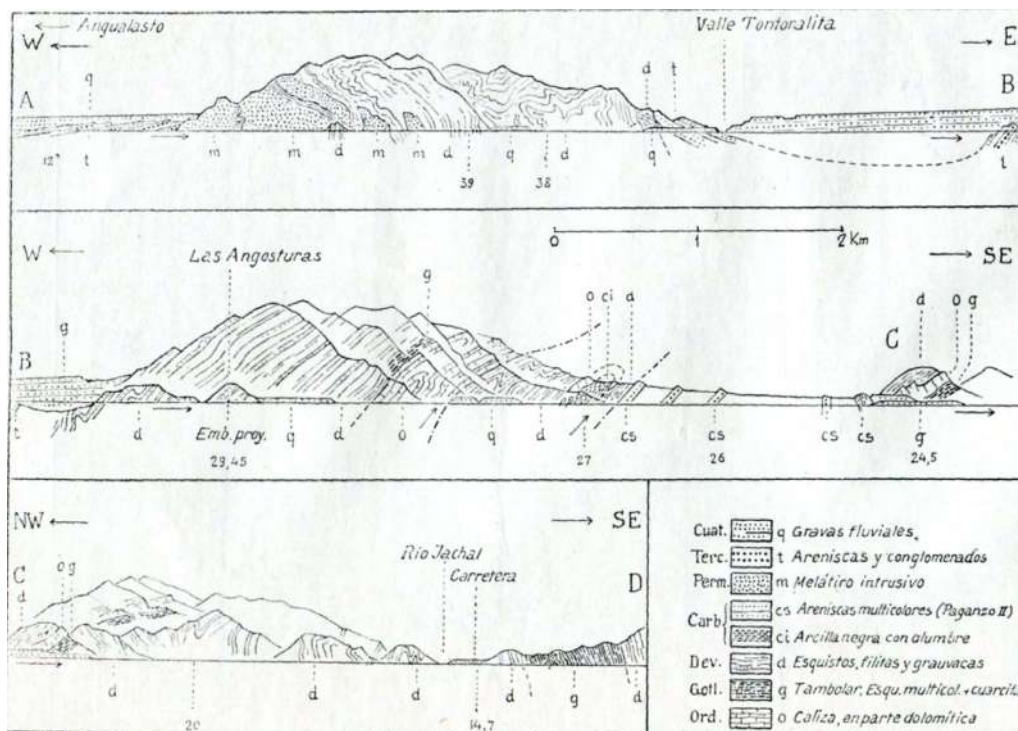 Angualasto
Valle Tontoralita
W
E
A
q
d t
B
12
t
m m d m m d q d q
t
39 38
0 1 2 Km
W
Las Angosturas
SE
g
o ci d
d o g
C
B
q
t
d Emb. proy. q d o q d cs cs cs cs g
29,45 27 26 24,5
NW
SE
Río Jachal
Carretera
C
d
o g
D
d d d d g d
20 14,7
Cuat. q Gravas fluviales.
Terc. t Areniscas y conglomerados
Perm. m Melátiro intrusivo
Carb. cs Areniscas multicolores (Paganzo II)
ci Arcilla negra con alumbre
Dev. d Esquistos, filitas y grauvacas
Gotl. g Tambolar, Esqu. multicol. + cuarcita
Ord. o Caliza, en parte dolomítica